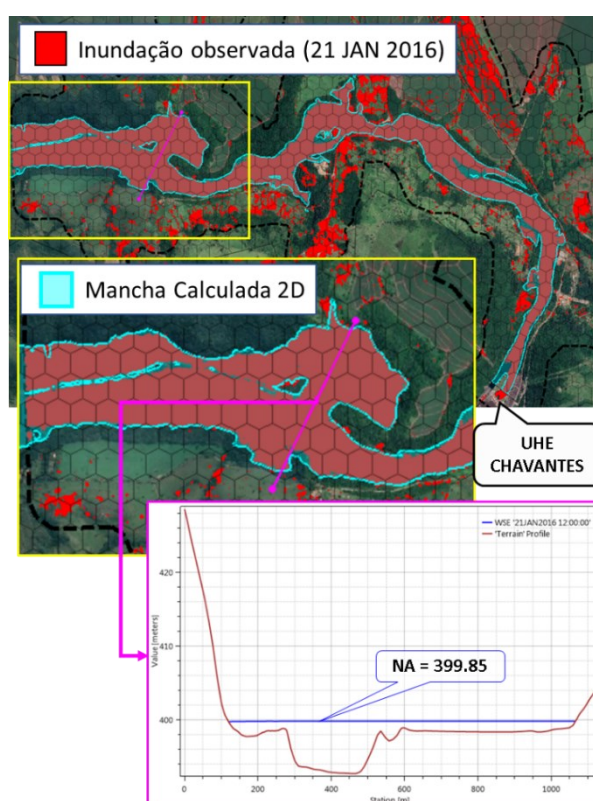 Inundação observada (21 JAN 2016)
Mancha Calculada 2D
UHE
CHAVANTES
WSE '21JAN2016 12:00:00'
'Terrain' Profile
NA = 399.85
Value [meters]
420
410
400
0
200
400
600
800
1000
Station [m]